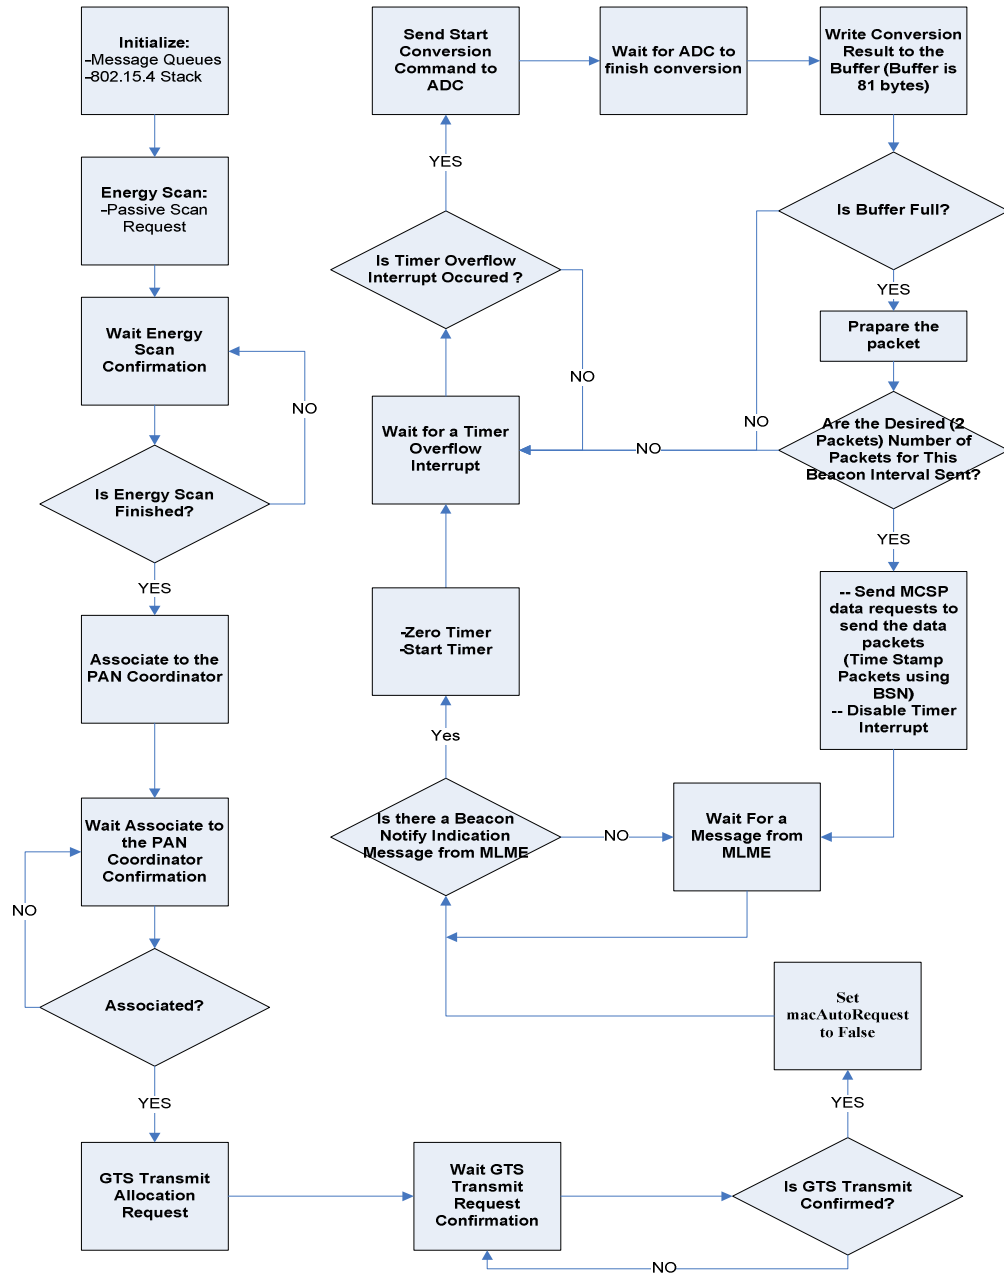 Initialize:
-Message Queues
-802.15.4 Stack
Energy Scan:
-Passive Scan
Request
Wait Energy
Scan
Confirmation
NO
Is Energy Scan
Finished?
YES
Associate to the
PAN Coordinator
Wait Associate to
the PAN
Coordinator
Confirmation
NO
Associated?
YES
GTS Transmit
Allocation
Request
Wait GTS
Transmit
Request
Confirmation
Is GTS Transmit
Confirmed?
NO
YES
Set
macAutoRequest
to False
Is there a Beacon
Notify Indication
Message from MLME
NO
Wait For a
Message from
MLME
Yes
-Zero Timer
-Start Timer
Wait for a Timer
Overflow
Interrupt
Is Timer Overflow
Interrupt Occured ?
NO
YES
Send Start
Conversion
Command to
ADC
Wait for ADC to
finish conversion
Write Conversion
Result to the
Buffer (Buffer is
81 bytes)
Is Buffer Full?
NO
YES
Prapare the
packet
Are the Desired (2
Packets) Number of
Packets for This
Beacon Interval Sent?
NO
YES
-- Send MCSP
data requests to
send the data
packets
(Time Stamp
Packets using
BSN)
-- Disable Timer
Interrupt